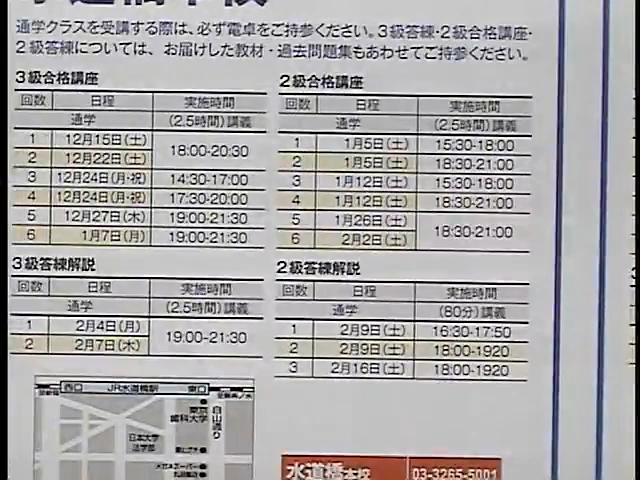 通学クラスを受講する際は、必ず電卓をご持参ください。3級答練・2級合格講座・
2級答練については、お届けした教材・過去問題集もあわせてご持参ください。
3級合格講座
回数 日程 実施時間
通学 (2.5時間)講義
1 12月15日(土) 18:00-20:30
2 12月22日(土)
3 12月24日(月・祝) 14:30-17:00
4 12月24日(月・祝) 17:30-20:00
5 12月27日(木) 19:00-21:30
6 1月7日(月) 19:00-21:30
2級合格講座
回数 日程 実施時間
通学 (2.5時間)講義
1 1月5日(土) 15:30-18:00
2 1月5日(土) 18:30-21:00
3 1月12日(土) 15:30-18:00
4 1月12日(土) 18:30-21:00
5 1月26日(土) 18:30-21:00
6 2月2日(土)
3級答練解説
回数 日程 実施時間
通学 (2.5時間)講義
1 2月4日(月) 19:00-21:30
2 2月7日(木)
2級答練解説
回数 日程 実施時間
通学 (80分)講義
1 2月9日(土) 16:30-17:50
2 2月9日(土) 18:00-1920
3 2月16日(土) 18:00-1920
西口 JR水道橋駅 東口
東京
歯科大学
白山通り
日本大学
法学部
水道橋本校 03-3265-5001